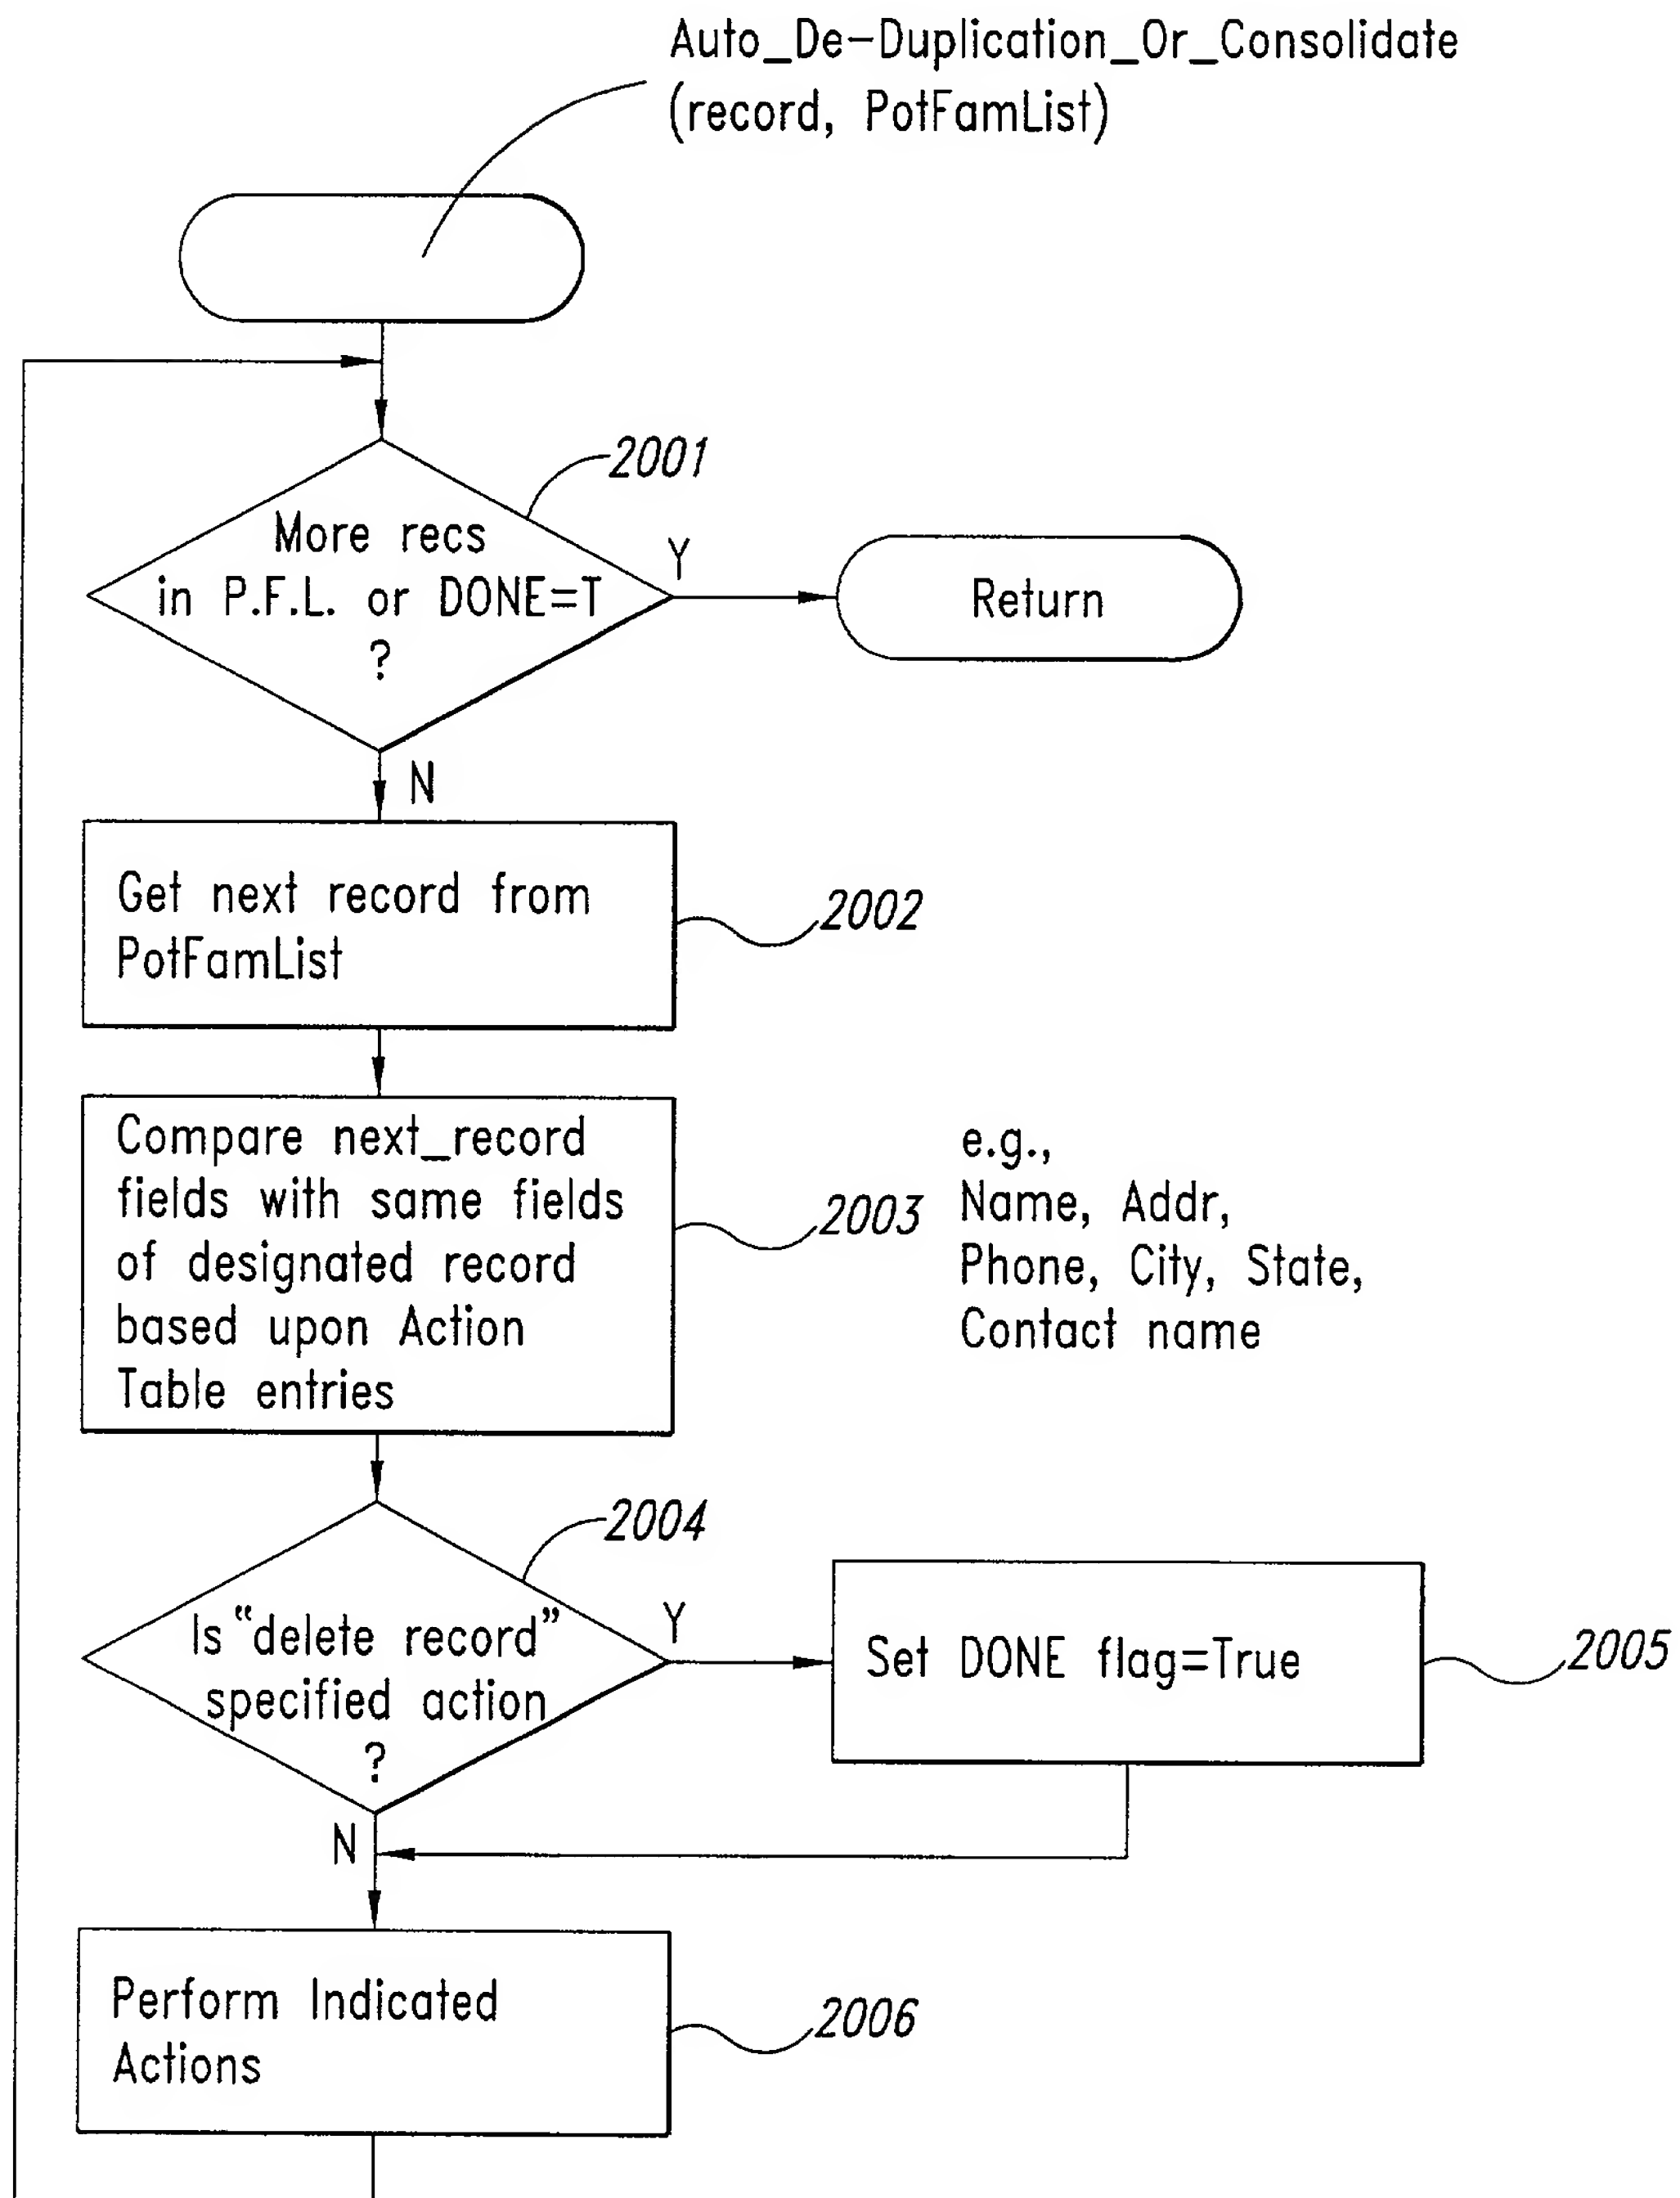 Auto_De-Duplication_Or_Consolidate
(record, PotFamList)
2001
More recs
in P.F.L. or DONE=T
?
Y
Return
N
Get next record from
PotFamList
2002
Compare next_record
fields with same fields
of designated record
based upon Action
Table entries
2003
e.g.,
Name, Addr,
Phone, City, State,
Contact name
2004
Is “delete record”
specified action
?
Y
Set DONE flag=True
2005
N
Perform Indicated
Actions
2006